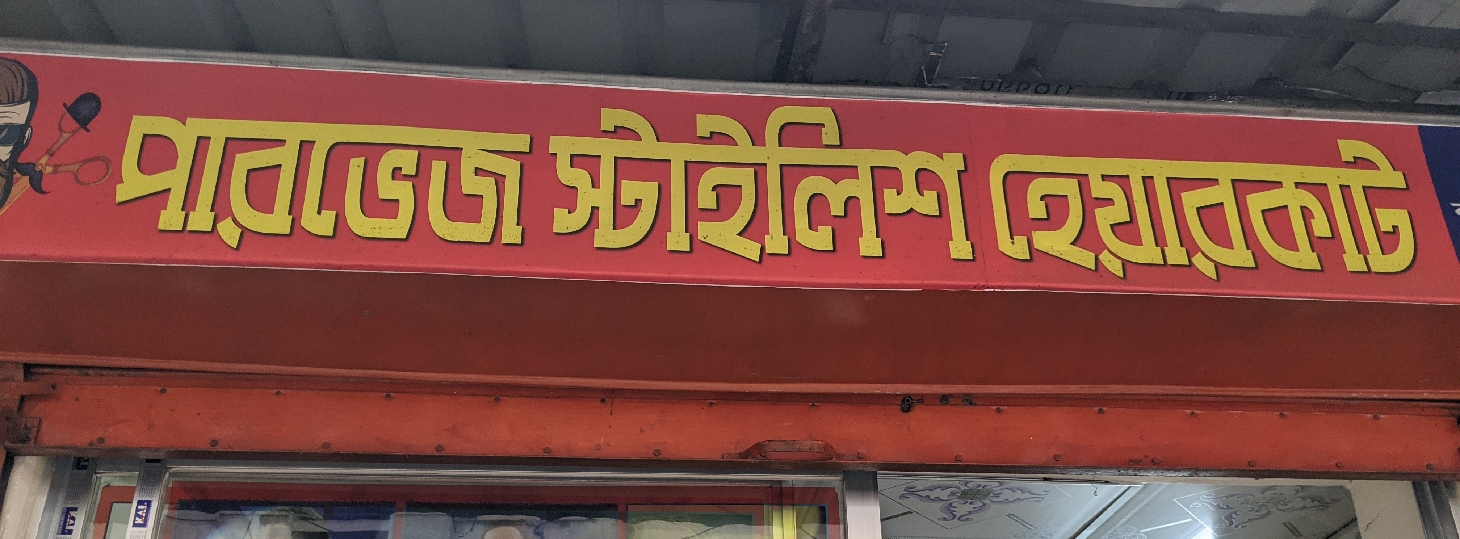 পারভেজ স্টাইলিশ হেয়ারকাট